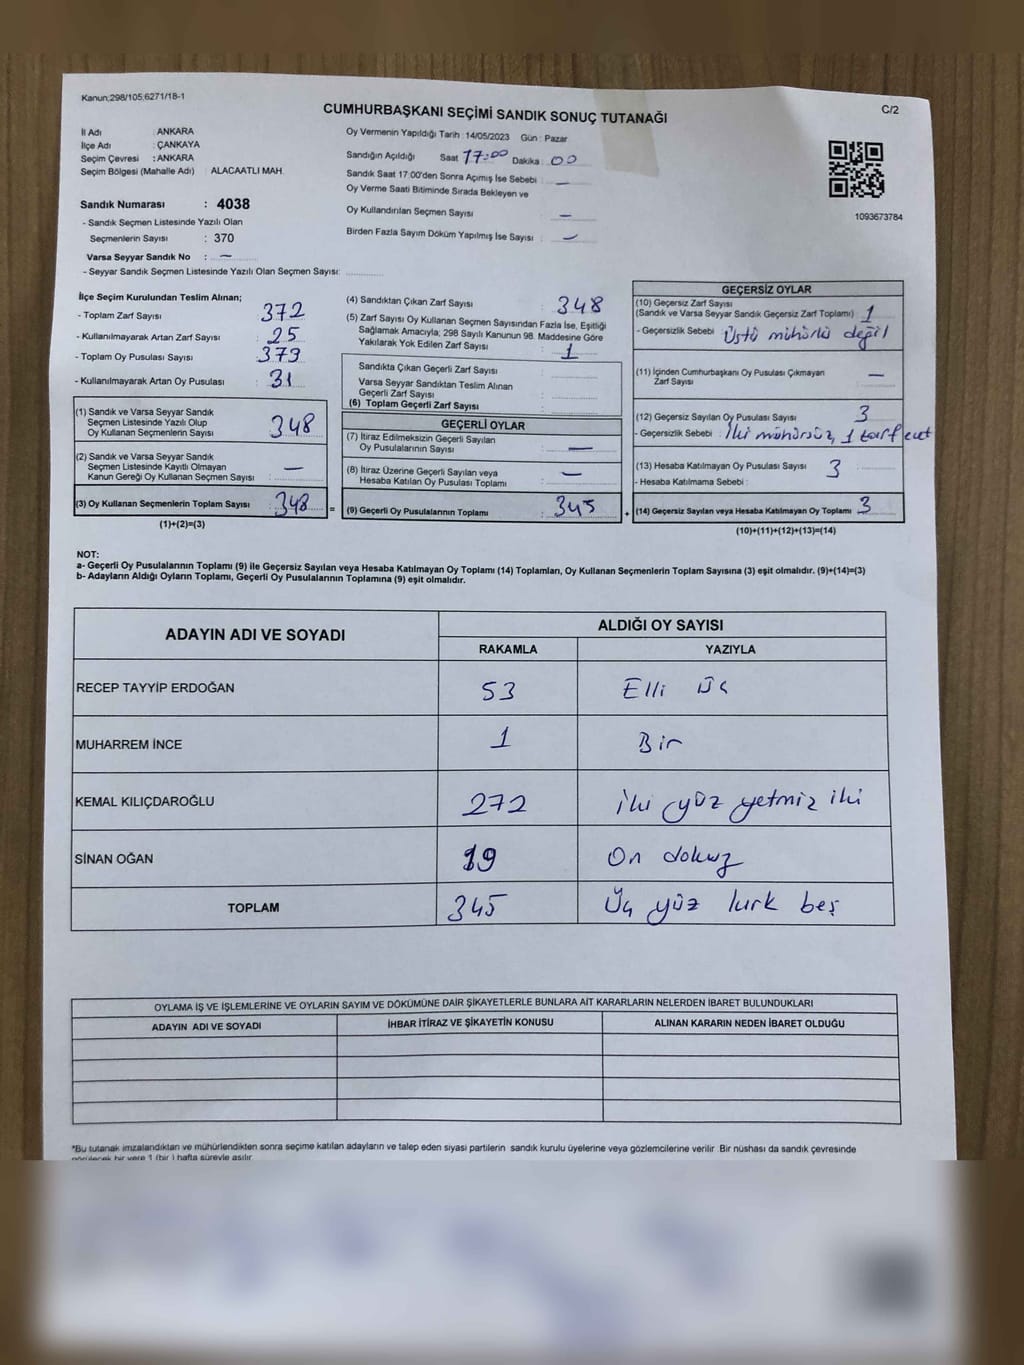 Kanun;298/105;6271/18-1
CUMHURBAŞKANI SEÇİMİ SANDIK SONUÇ TUTANAĞI
C/2
İl Adı : ANKARA
İlçe Adı : ÇANKAYA
Seçim Çevresi : ANKARA
Seçim Bölgesi (Mahalle Adı) : ALACAATLI MAH.
Sandık Numarası : 4038
- Sandık Seçmen Listesinde Yazılı Olan
Seçmenlerin Sayısı : 370
Varsa Seyyar Sandık No : —
- Seyyar Sandık Seçmen Listesinde Yazılı Olan Seçmen Sayısı:
Oy Vermenin Yapıldığı Tarih : 14/05/2023 Gün : Pazar
Sandığın Açıldığı Saat 17:00 Dakika : 00
Sandık Saat 17:00'den Sonra Açımış İse Sebebi : —
Oy Verme Saati Bitiminde Sırada Bekleyen ve
Oy Kullandırılan Seçmen Sayısı : —
Birden Fazla Sayım Döküm Yapılmış İse Sayısı : —
1093673784
İlçe Seçim Kurulundan Teslim Alınan;
- Toplam Zarf Sayısı : 372
- Kullanılmayarak Artan Zarf Sayısı : 25
- Toplam Oy Pusulası Sayısı : 379
- Kullanılmayarak Artan Oy Pusulası : 31
(1) Sandık ve Varsa Seyyar Sandık
Seçmen Listesinde Yazılı Olup
Oy Kullanan Seçmenlerin Sayısı : 348
(2) Sandık ve Varsa Seyyar Sandık
Seçmen Listesinde Kayıtlı Olmayan
Kanun Gereği Oy Kullanan Seçmen Sayısı : —
(3) Oy Kullanan Seçmenlerin Toplam Sayısı : 348 =
(1)+(2)=(3)
(4) Sandıktan Çıkan Zarf Sayısı : 348
(5) Zarf Sayısı Oy Kullanan Seçmen Sayısından Fazla İse, Eşitliği
Sağlamak Amacıyla; 298 Sayılı Kanunun 98. Maddesine Göre
Yakılarak Yok Edilen Zarf Sayısı : 1
Sandıkta Çıkan Geçerli Zarf Sayısı :
Varsa Seyyar Sandıktan Teslim Alınan
Geçerli Zarf Sayısı :
(6) Toplam Geçerli Zarf Sayısı :
GEÇERLİ OYLAR
(7) İtiraz Edilmeksizin Geçerli Sayılan
Oy Pusulalarının Sayısı : —
(8) İtiraz Üzerine Geçerli Sayılan veya
Hesaba Katılan Oy Pusulası Toplamı : —
(9) Geçerli Oy Pusulalarının Toplamı : 345 +
GEÇERSİZ OYLAR
(10) Geçersiz Zarf Sayısı
(Sandık ve Varsa Seyyar Sandık Geçersiz Zarf Toplamı) : 1
- Geçersizlik Sebebi : Üstü mühürlü değil
(11) İçinden Cumhurbaşkanı Oy Pusulası Çıkmayan
Zarf Sayısı : —
(12) Geçersiz Sayılan Oy Pusulası Sayısı : 3
- Geçersizlik Sebebi : İki mühürsüz, 1 zarf
(13) Hesaba Katılmayan Oy Pusulası Sayısı : 3
- Hesaba Katılmama Sebebi :
(14) Geçersiz Sayılan veya Hesaba Katılmayan Oy Toplamı : 3
(10)+(11)+(12)+(13)=(14)
NOT:
a- Geçerli Oy Pusulalarının Toplamı (9) ile Geçersiz Sayılan veya Hesaba Katılmayan Oy Toplamı (14) Toplamları, Oy Kullanan Seçmenlerin Toplam Sayısına (3) eşit olmalıdır. (9)+(14)=(3)
b- Adayların Aldığı Oyların Toplamı, Geçerli Oy Pusulalarının Toplamına (9) eşit olmalıdır.
ADAYIN ADI VE SOYADI
ALDIĞI OY SAYISI
RAKAMLA YAZIYLA
RECEP TAYYİP ERDOĞAN 53 Elli üç
MUHARREM İNCE 1 Bir
KEMAL KILIÇDAROĞLU 272 iki yüz yetmiz iki
SİNAN OĞAN 19 On dokuz
TOPLAM 345 Üç yüz kırk beş
OYLAMA İŞ VE İŞLEMLERİNE VE OYLARIN SAYIM VE DÖKÜMÜNE DAİR ŞİKAYETLERLE BUNLARA AİT KARARLARIN NELERDEN İBARET BULUNDUKLARI
ADAYIN ADI VE SOYADI İHBAR İTİRAZ VE ŞİKAYETİN KONUSU ALINAN KARARIN NEDEN İBARET OLDUĞU
*Bu tutanak imzalandıktan ve mühürlendikten sonra seçime katılan adayların ve talep eden siyasi partilerin sandık kurulu üyelerine veya gözlemcilerine verilir. Bir nüshası da sandık çevresinde
görülecek bir yere 1 (bir ) hafta süreyle asılır.